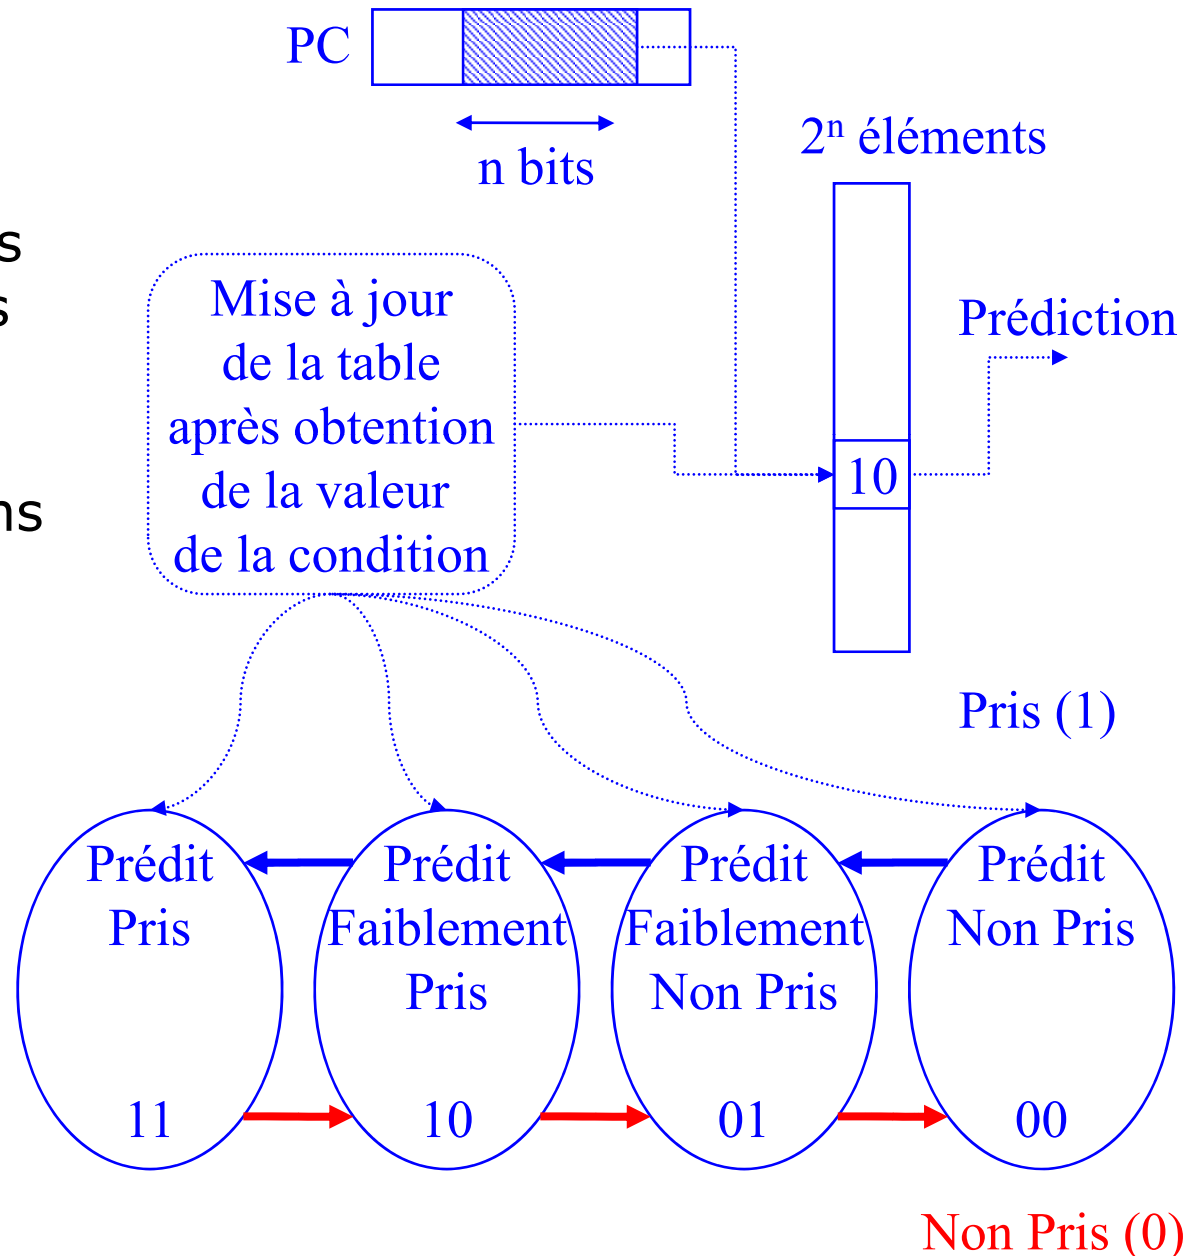 PC
n bits
2ⁿ éléments
s
s
ns
Mise à jour
de la table
après obtention
de la valeur
de la condition
Prédiction
10
Pris (1)
Prédit
Pris
11
Prédit
Faiblement
Pris
10
Prédit
Faiblement
Non Pris
01
Prédit
Non Pris
00
Non Pris (0)